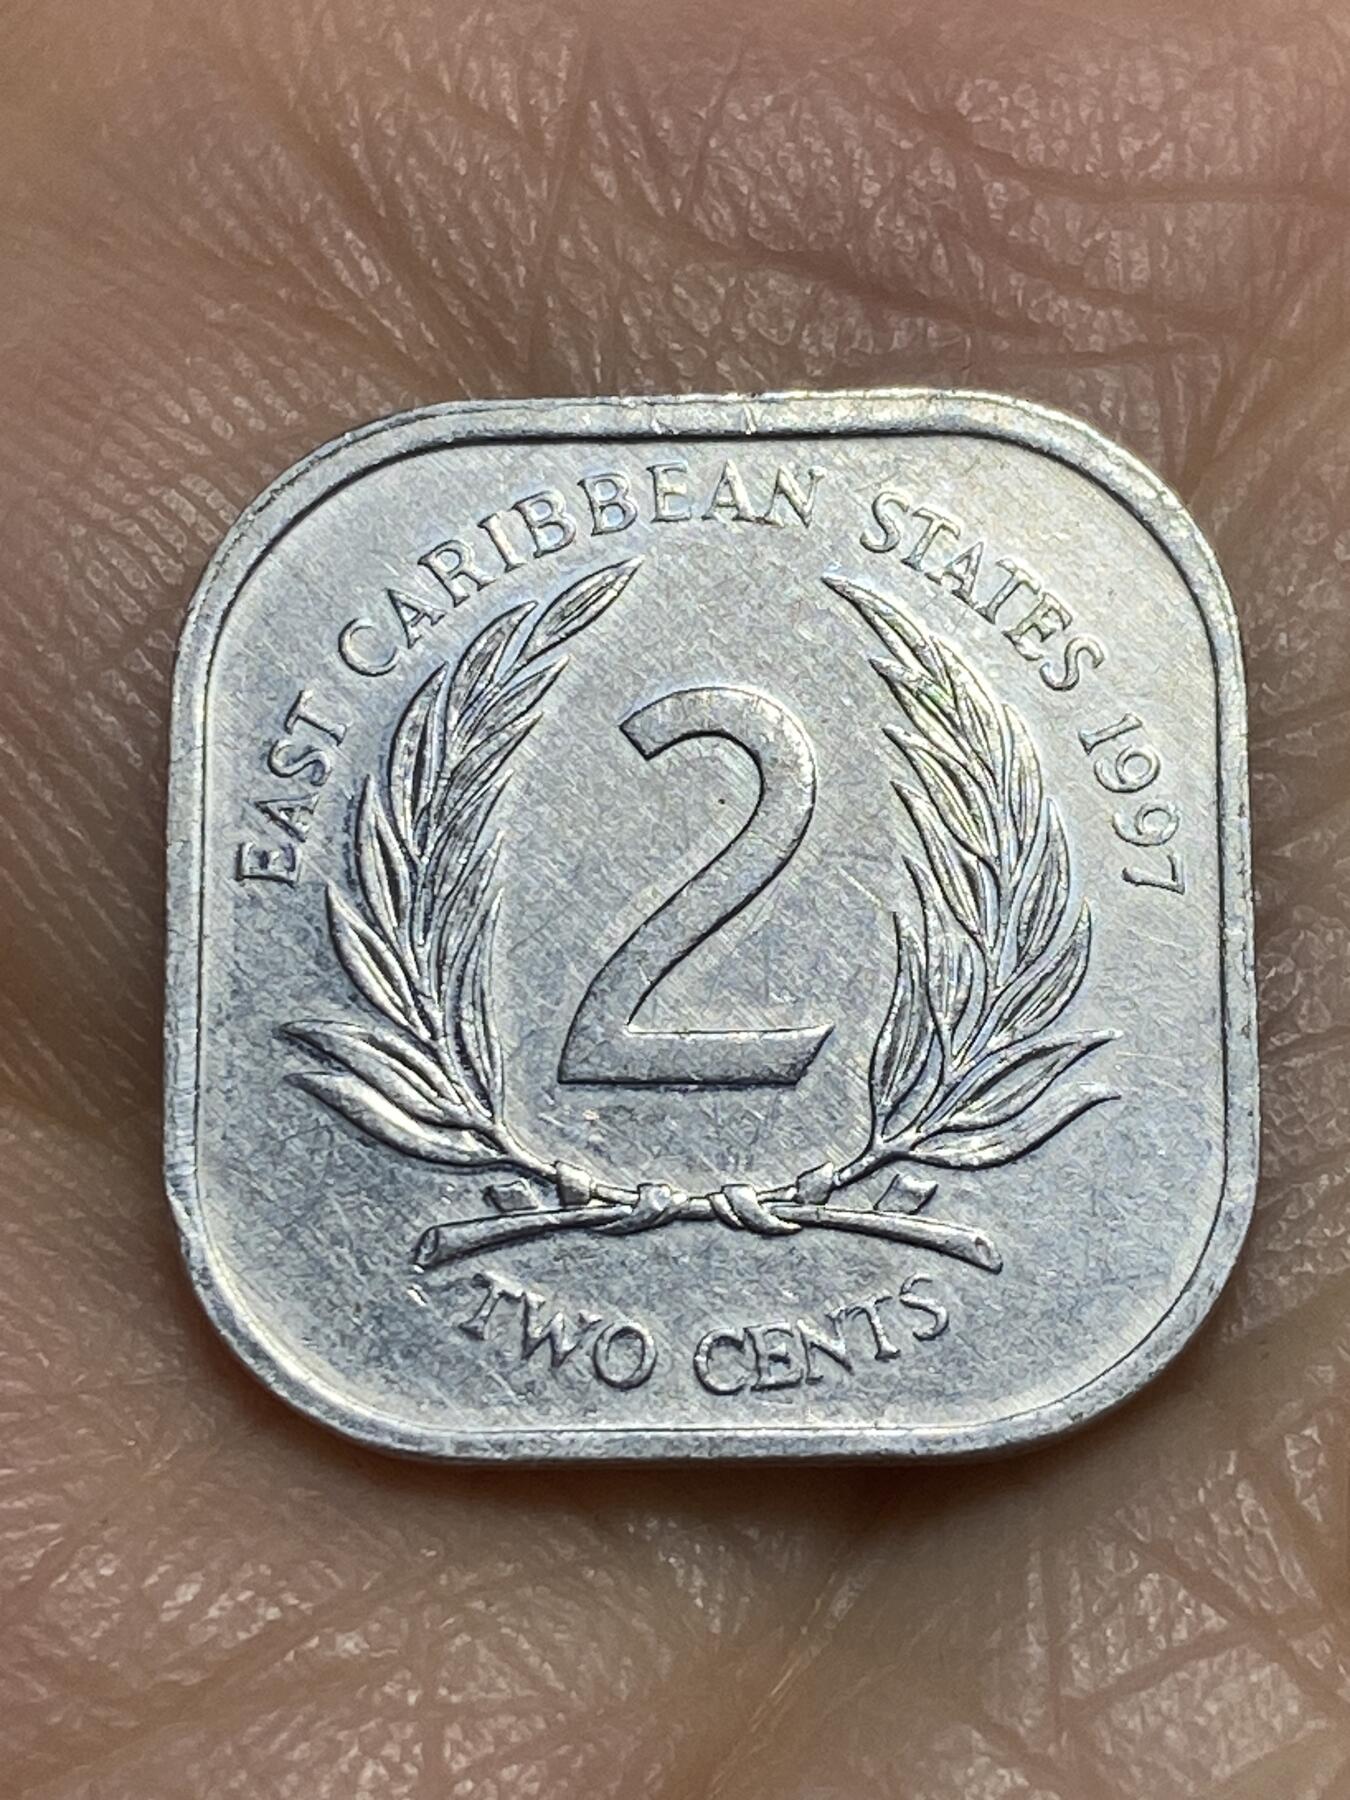 EAST CARIBBEAN STATES 1997
2
TWO CENTS